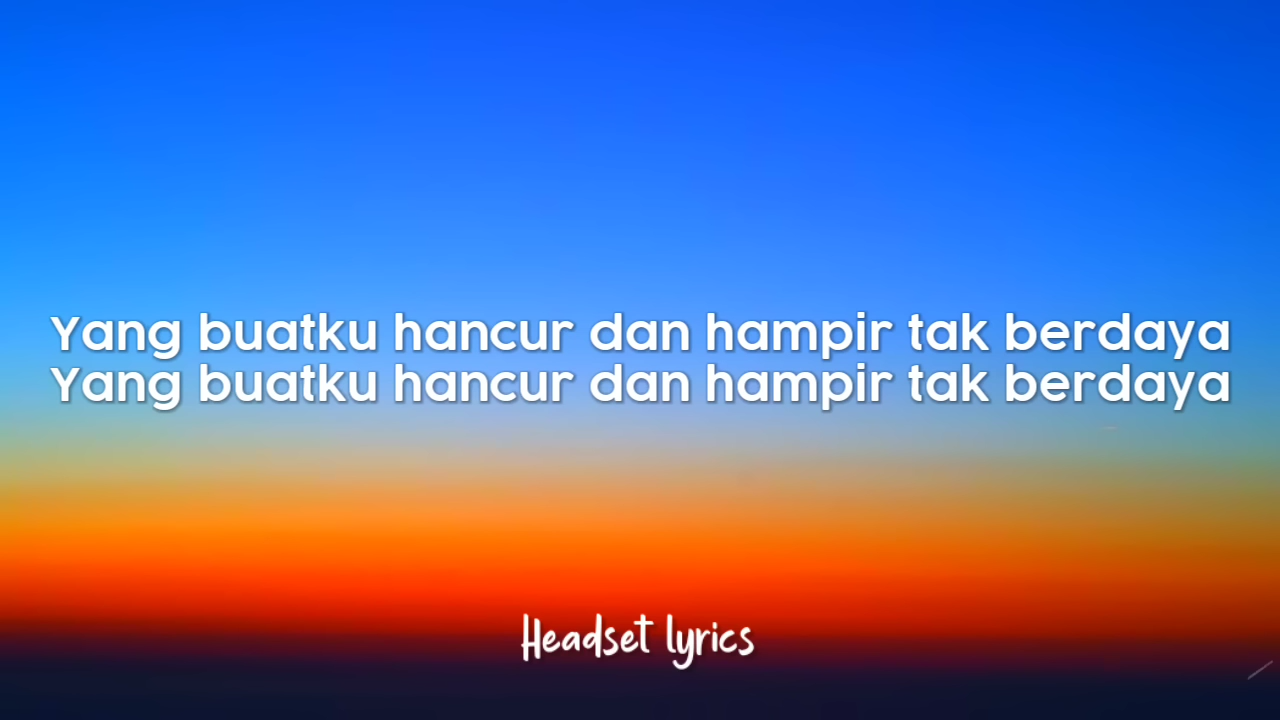 Yang buatku hancur dan hampir tak berdaya
Yang buatku hancur dan hampir tak berdaya
Headset lyrics